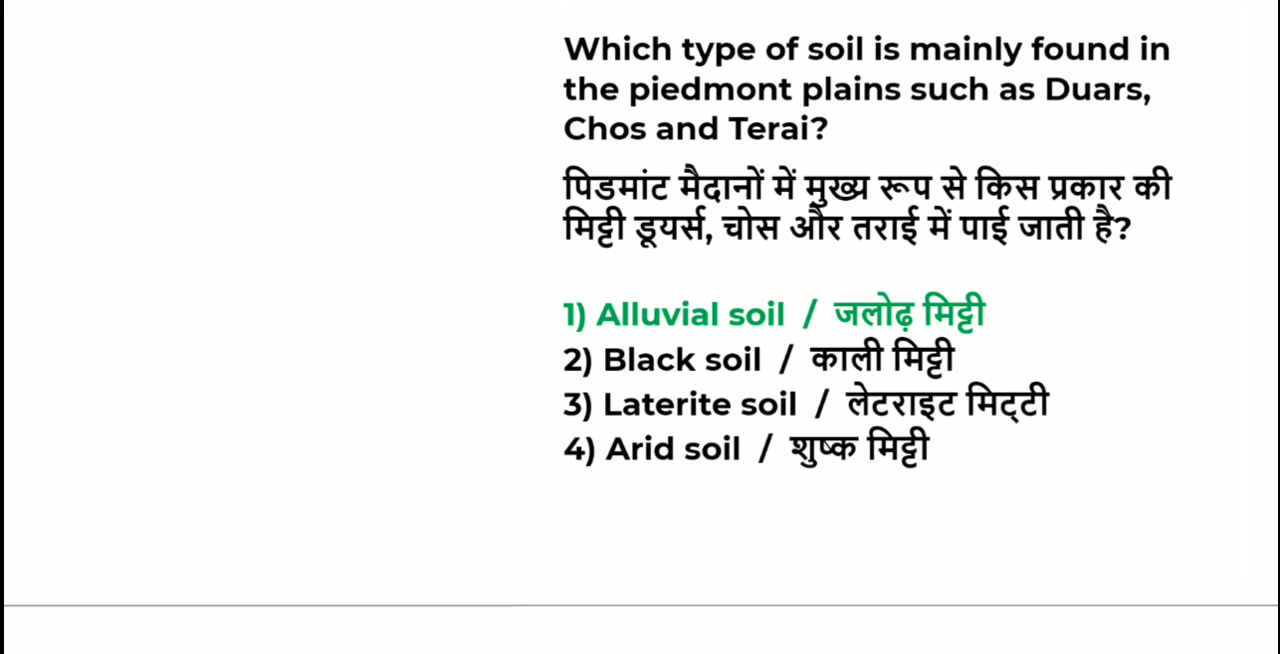 Which type of soil is mainly found in
the piedmont plains such as Duars,
Chos and Terai?
पिडमांट मैदानों में मुख्य रूप से किस प्रकार की
मिट्टी डूयर्स, चोस और तराई में पाई जाती है?
1) Alluvial soil / जलोढ़ मिट्टी
2) Black soil / काली मिट्टी
3) Laterite soil / लेटराइट मिट्‌टी
4) Arid soil / शुष्क मिट्टी